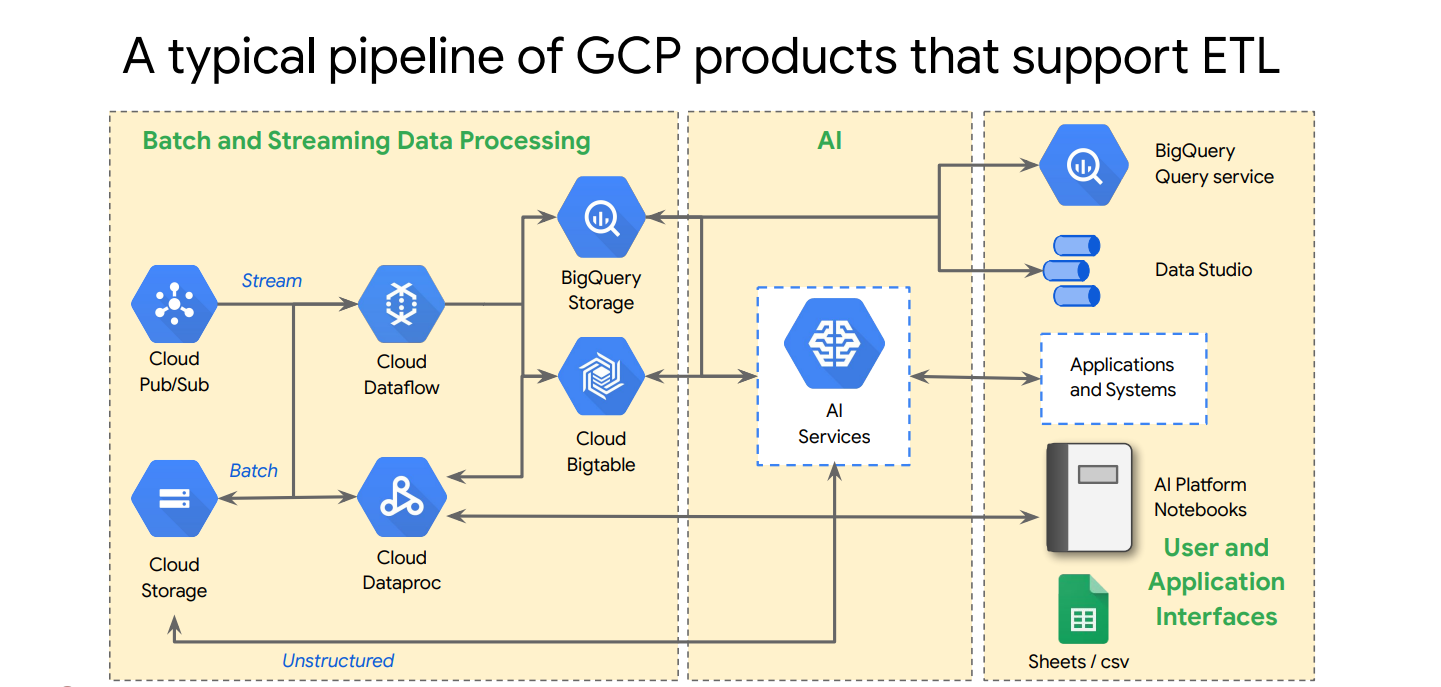 A typical pipeline of GCP products that support ETL
Batch and Streaming Data Processing
AI
BigQuery
Query service
BigQuery
Storage
Stream
Data Studio
Cloud
Pub/Sub
Cloud
Dataflow
Applications
and Systems
AI
Services
Cloud
Bigtable
Batch
AI Platform
Notebooks
Cloud
Storage
Cloud
Dataproc
User and
Application
Interfaces
Unstructured
Sheets / csv